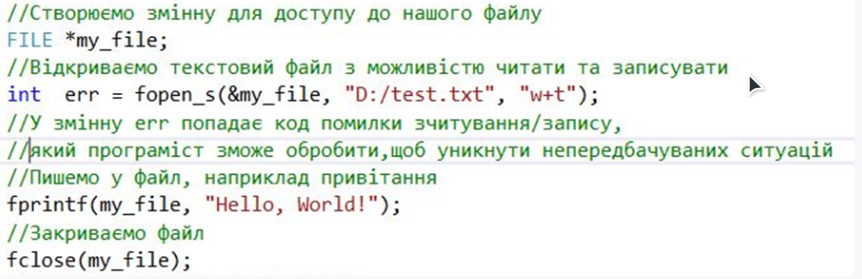 //Створюємо змінну для доступу до нашого файлу
FILE *my_file;
//Відкриваємо текстовий файл з можливістю читати та записувати
int  err = fopen_s(&my_file, "D:/test.txt", "w+t");
//У змінну err попадає код помилки зчитування/запису,
//який програміст зможе обробити,щоб уникнути непередбачуваних ситуацій
//Пишемо у файл, наприклад привітання
fprintf(my_file, "Hello, World!");
//Закриваємо файл
fclose(my_file);